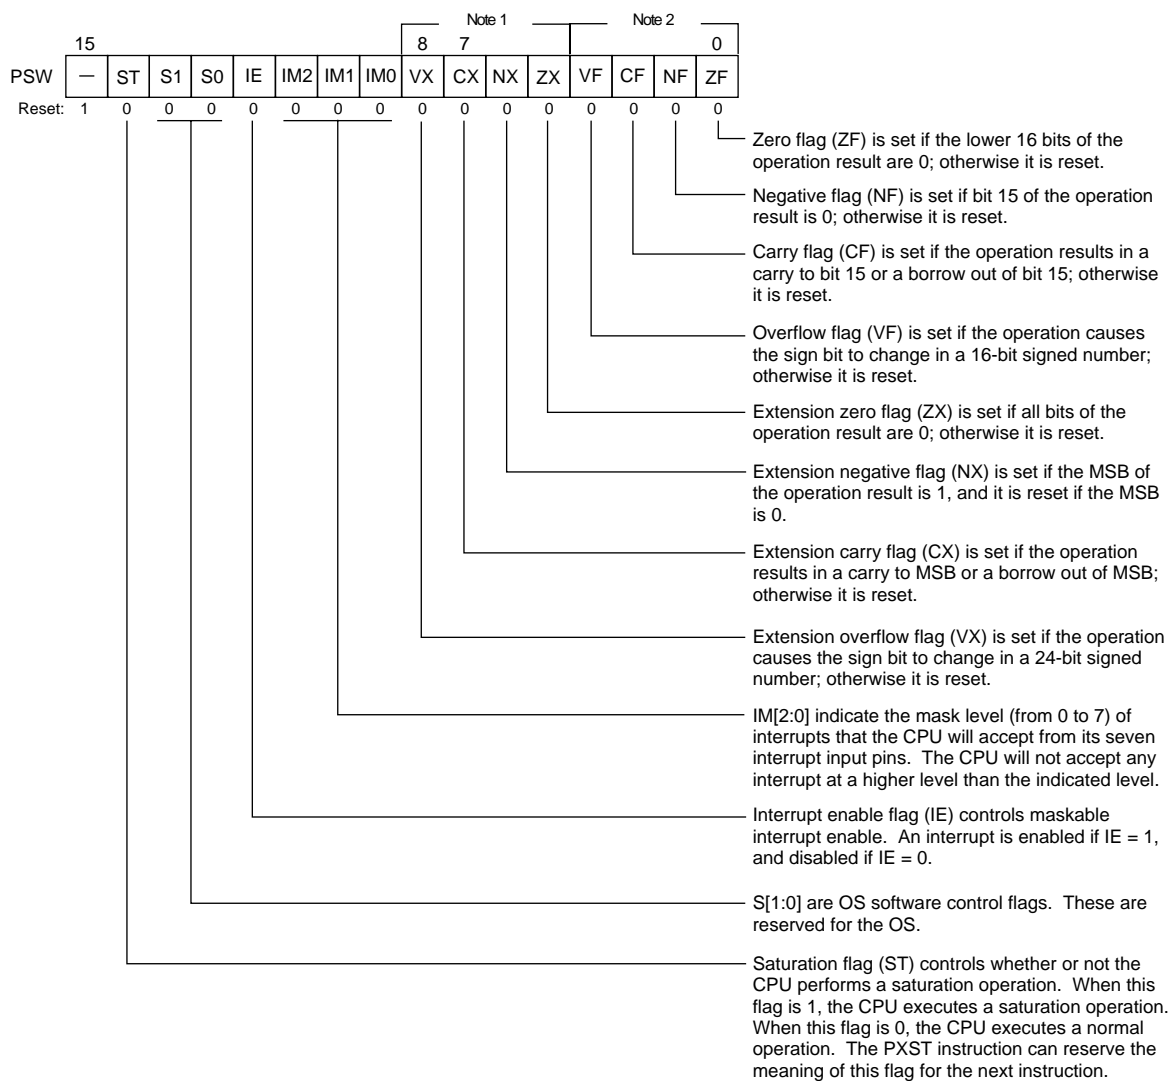 Note 1 Note 2
15 8 7 0
PSW — ST S1 S0 IE IM2 IM1 IM0 VX CX NX ZX VF CF NF ZF
Reset: 1 0 0 0 0 0 0 0 0 0 0 0 0 0 0 0
Zero flag (ZF) is set if the lower 16 bits of the
operation result are 0; otherwise it is reset.
Negative flag (NF) is set if bit 15 of the operation
result is 0; otherwise it is reset.
Carry flag (CF) is set if the operation results in a
carry to bit 15 or a borrow out of bit 15; otherwise
it is reset.
Overflow flag (VF) is set if the operation causes
the sign bit to change in a 16-bit signed number;
otherwise it is reset.
Extension zero flag (ZX) is set if all bits of the
operation result are 0; otherwise it is reset.
Extension negative flag (NX) is set if the MSB of
the operation result is 1, and it is reset if the MSB
is 0.
Extension carry flag (CX) is set if the operation
results in a carry to MSB or a borrow out of MSB;
otherwise it is reset.
Extension overflow flag (VX) is set if the operation
causes the sign bit to change in a 24-bit signed
number; otherwise it is reset.
IM[2:0] indicate the mask level (from 0 to 7) of
interrupts that the CPU will accept from its seven
interrupt input pins. The CPU will not accept any
interrupt at a higher level than the indicated level.
Interrupt enable flag (IE) controls maskable
interrupt enable. An interrupt is enabled if IE = 1,
and disabled if IE = 0.
S[1:0] are OS software control flags. These are
reserved for the OS.
Saturation flag (ST) controls whether or not the
CPU performs a saturation operation. When this
flag is 1, the CPU executes a saturation operation.
When this flag is 0, the CPU executes a normal
operation. The PXST instruction can reserve the
meaning of this flag for the next instruction.